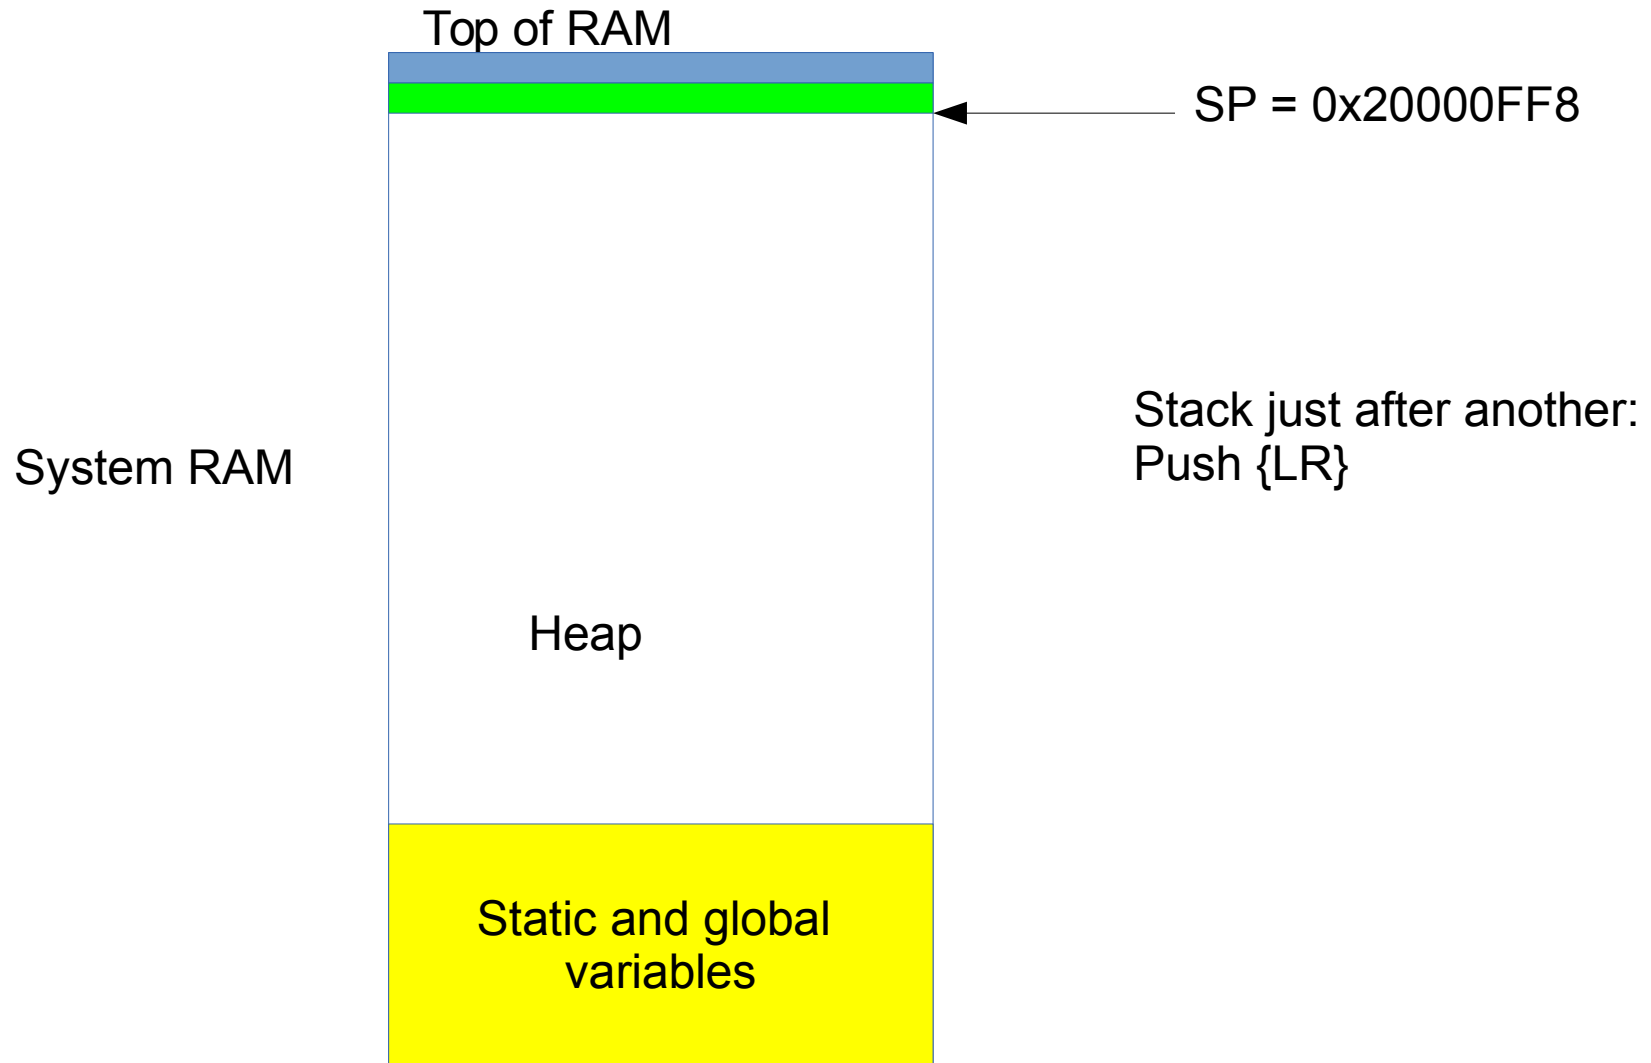 Top of RAM
SP = 0x20000FF8
Stack just after another:
Push {LR}
System RAM
Heap
Static and global
variables